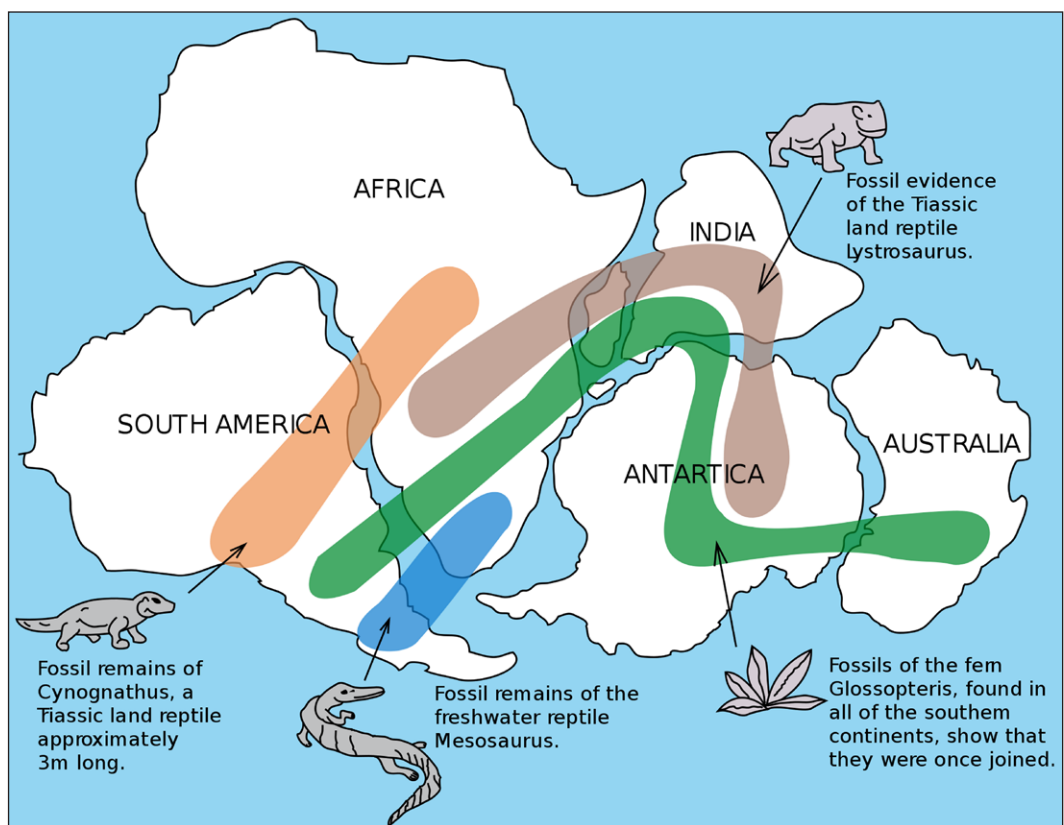 AFRICA
INDIA
Fossil evidence
of the Tiassic
land reptile
Lystrosaurus.
SOUTH AMERICA
ANTARTICA
AUSTRALIA
Fossil remains of
Cynognathus, a
Tiassic land reptile
approximately
3m long.
Fossil remains of the
freshwater reptile
Mesosaurus.
Fossils of the fern
Glossopteris, found in
all of the southem
continents, show that
they were once joined.